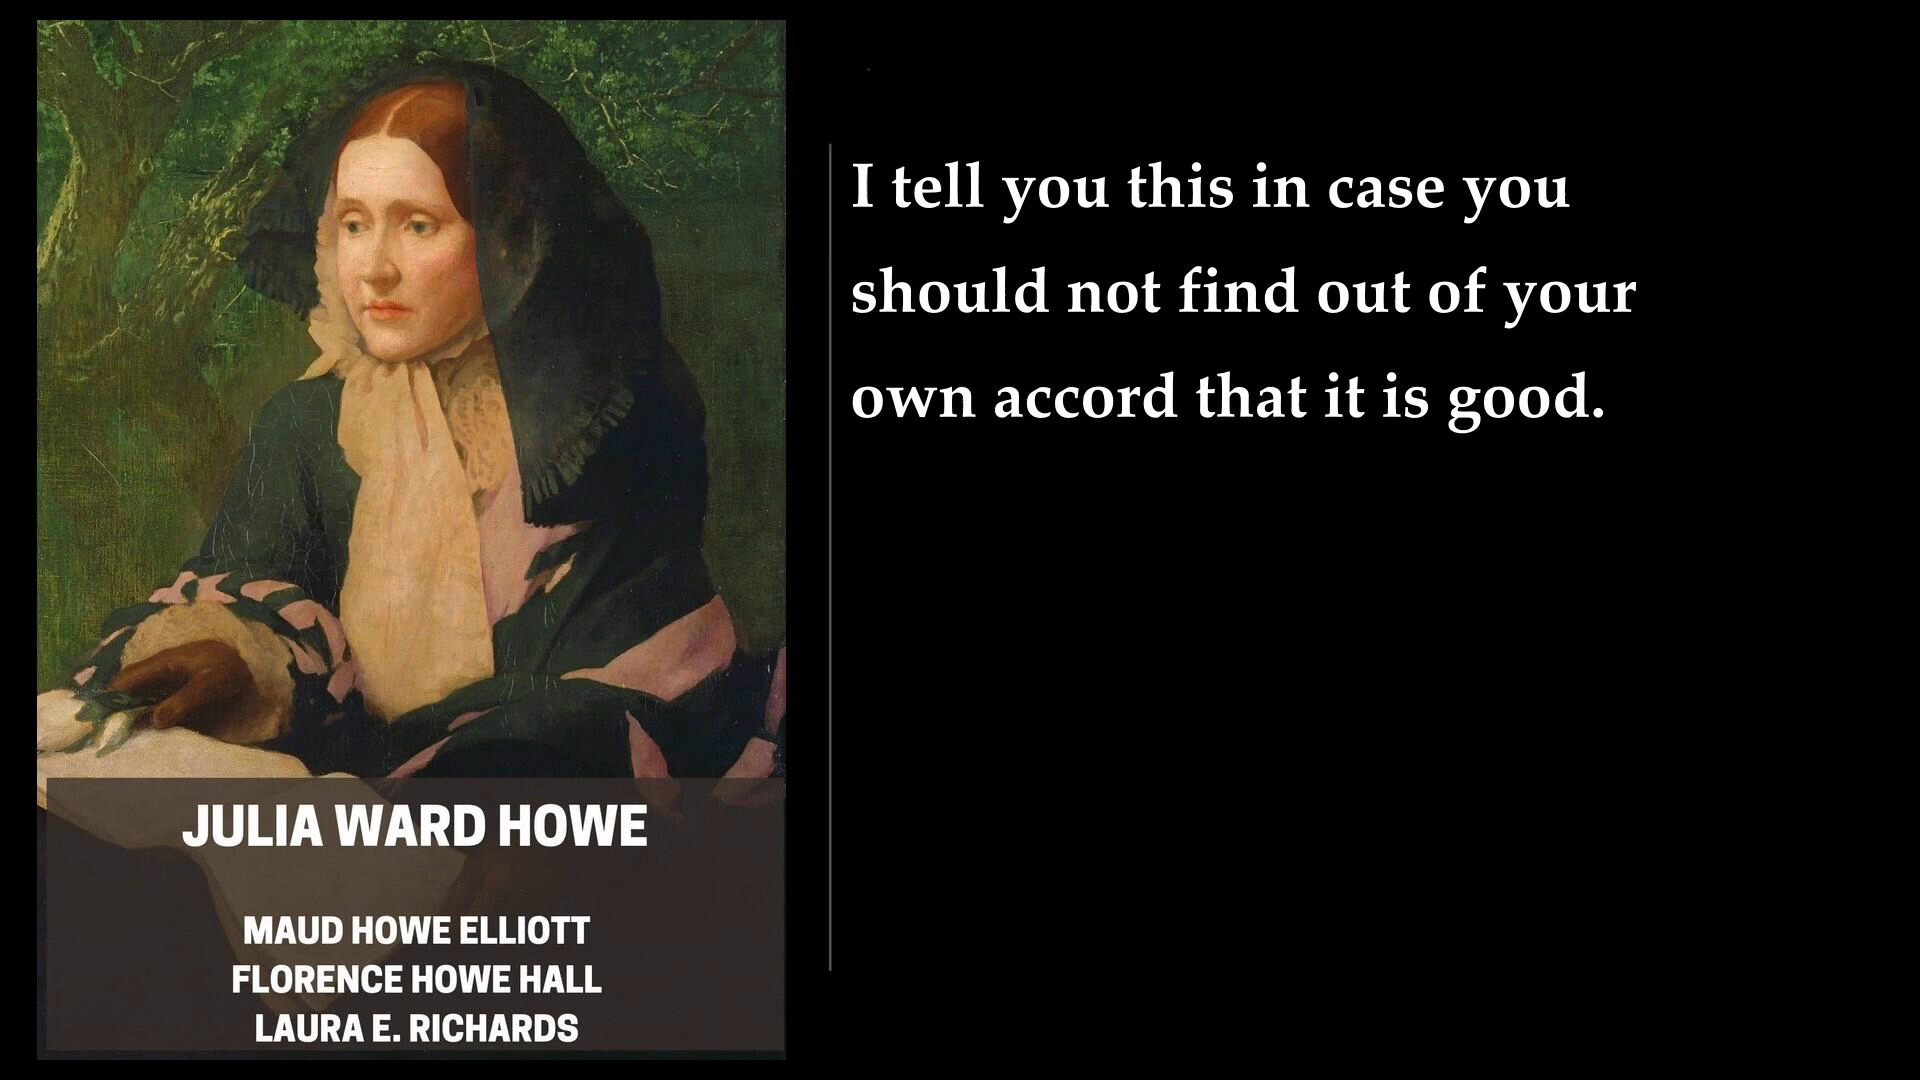 I tell you this in case you
should not find out of your
own accord that it is good.
JULIA WARD HOWE
MAUD HOWE ELLIOTT
FLORENCE HOWE HALL
LAURA E. RICHARDS